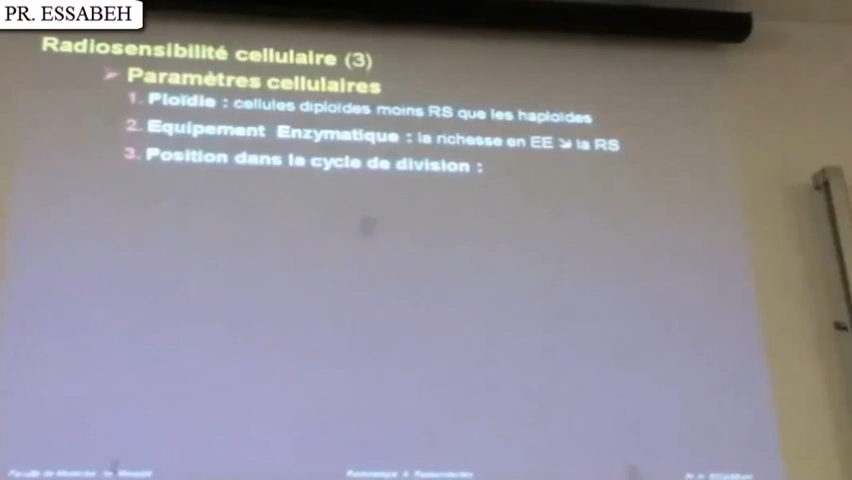 PR. ESSABEH
Radiosensibilité cellulaire (3)
➢ Paramètres cellulaires
1. Ploïdie : cellules diploïdes moins RS que les haploïdes
2. Equipement Enzymatique : la richesse en EE ↘ la RS
3. Position dans le cycle de division :